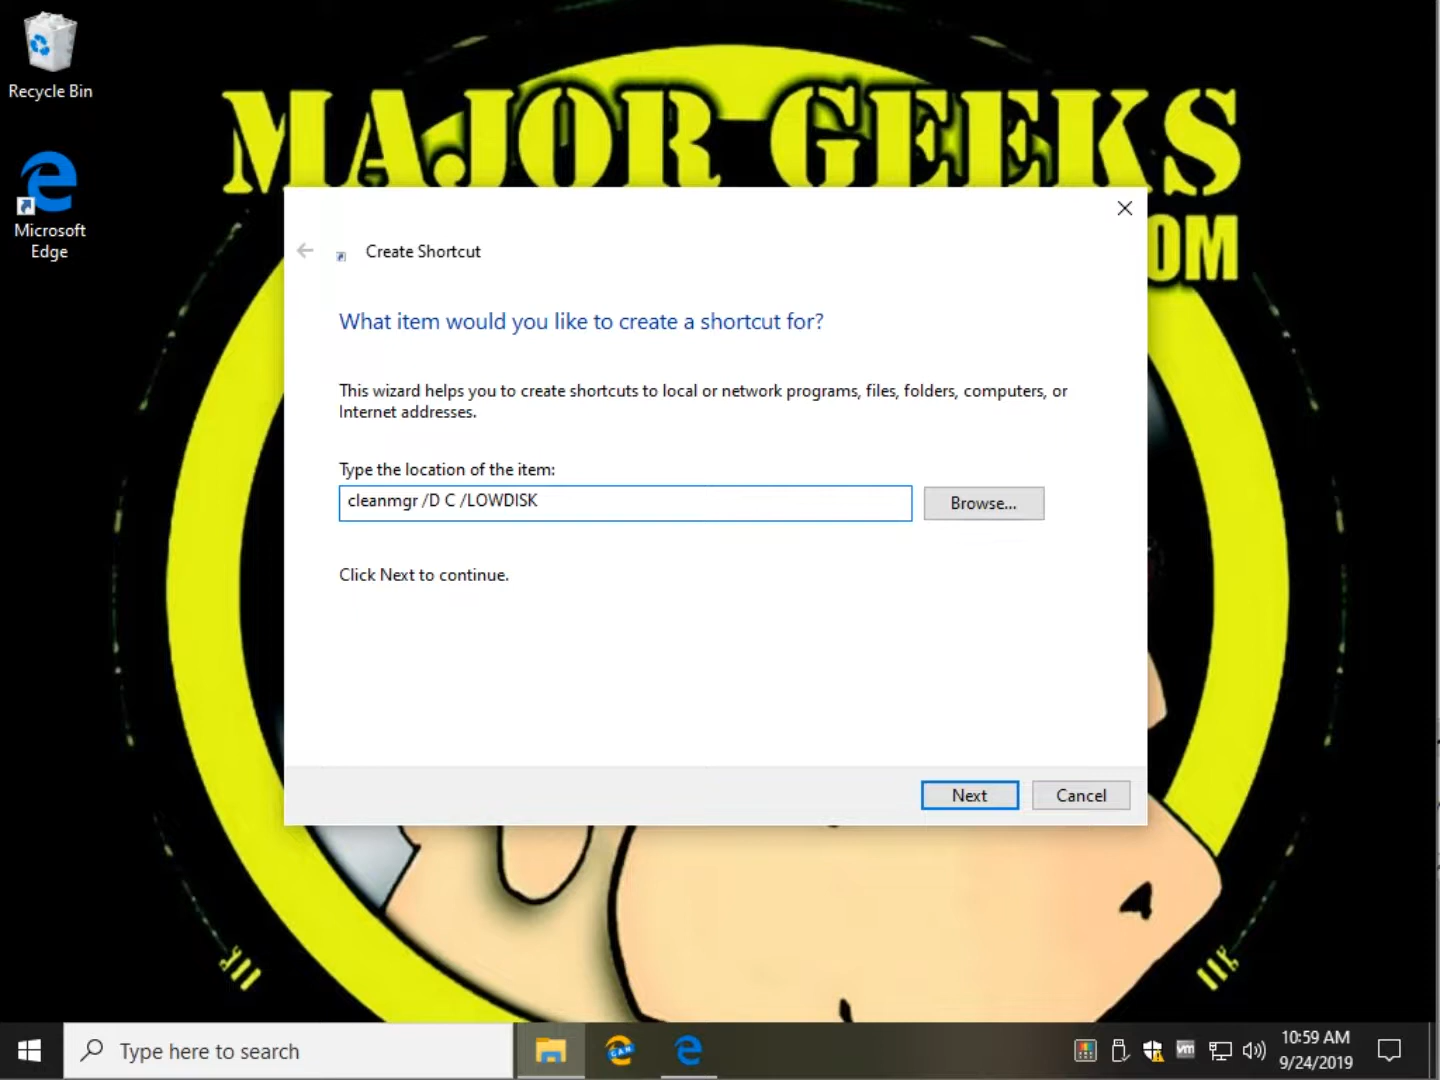 Recycle Bin
Microsoft
Edge
MAJOR GEEKS
OM
Create Shortcut
What item would you like to create a shortcut for?
This wizard helps you to create shortcuts to local or network programs, files, folders, computers, or
Internet addresses.
Type the location of the item:
cleanmgr /D C /LOWDISK
Browse...
Click Next to continue.
Next
Cancel
Type here to search
GAM
vm
10:59 AM
9/24/2019